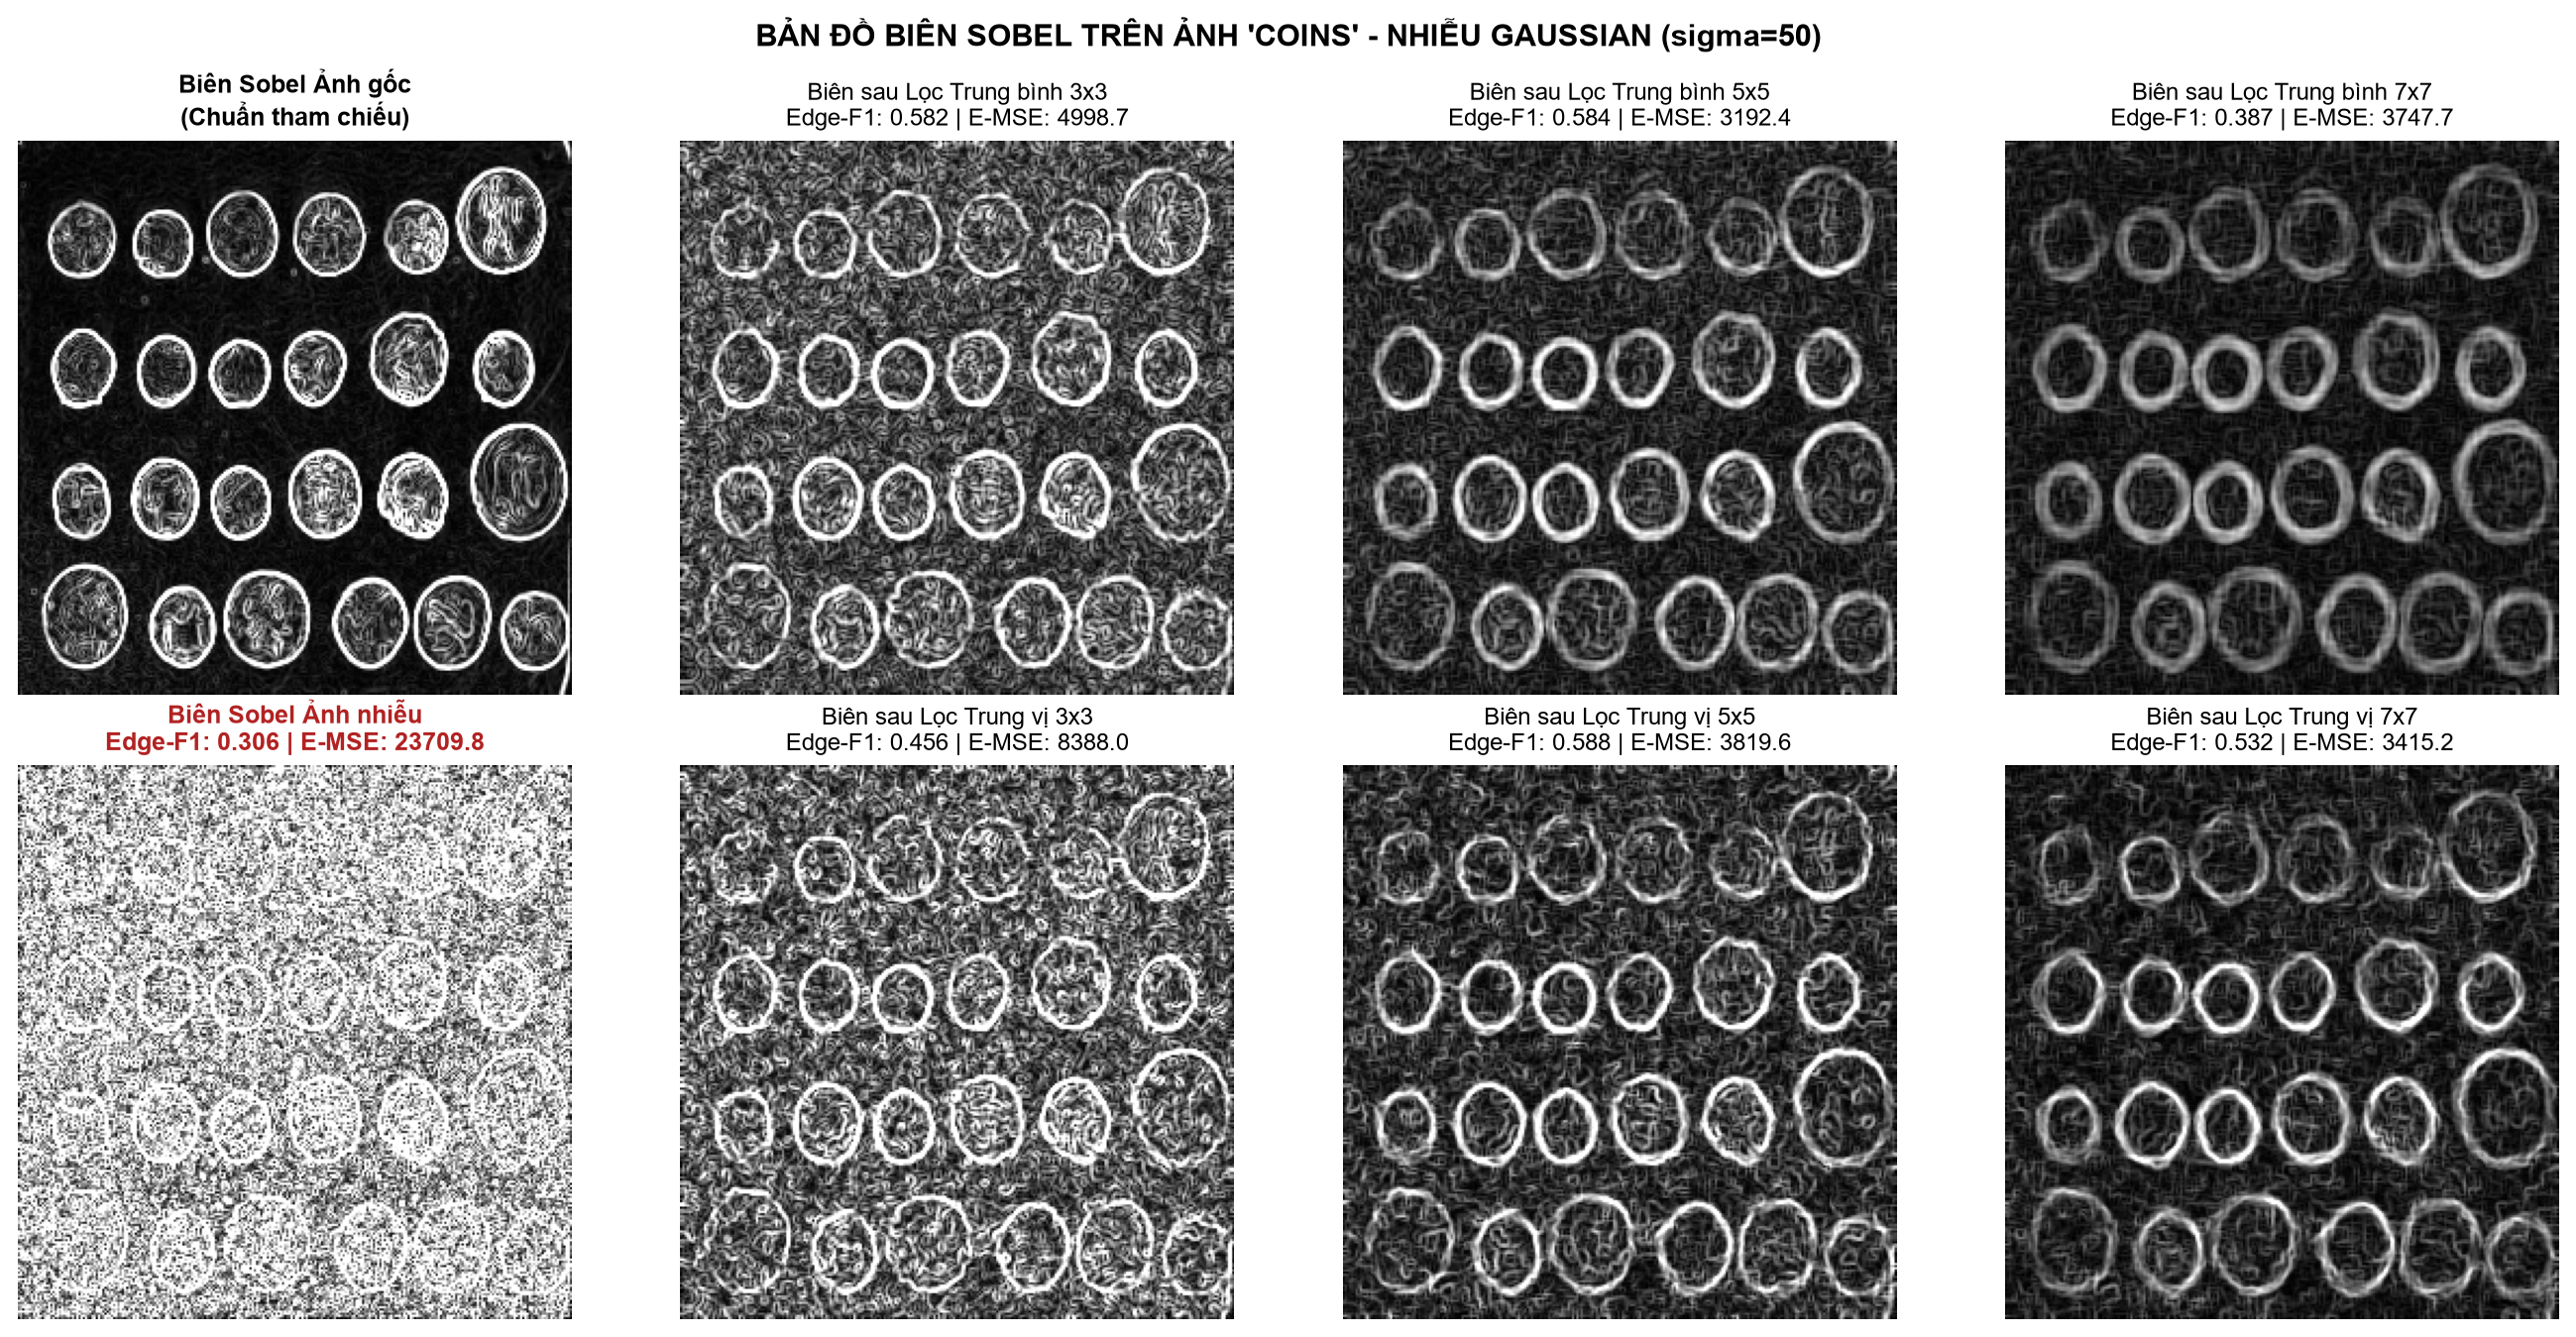 BẢN ĐỒ BIÊN SOBEL TRÊN ẢNH 'COINS' - NHIỄU GAUSSIAN (sigma=50)
Biên Sobel Ảnh gốc
(Chuẩn tham chiếu)
Biên sau Lọc Trung bình 3x3
Edge-F1: 0.582 | E-MSE: 4998.7
Biên sau Lọc Trung bình 5x5
Edge-F1: 0.584 | E-MSE: 3192.4
Biên sau Lọc Trung bình 7x7
Edge-F1: 0.387 | E-MSE: 3747.7
Biên Sobel Ảnh nhiễu
Edge-F1: 0.306 | E-MSE: 23709.8
Biên sau Lọc Trung vị 3x3
Edge-F1: 0.456 | E-MSE: 8388.0
Biên sau Lọc Trung vị 5x5
Edge-F1: 0.588 | E-MSE: 3819.6
Biên sau Lọc Trung vị 7x7
Edge-F1: 0.532 | E-MSE: 3415.2